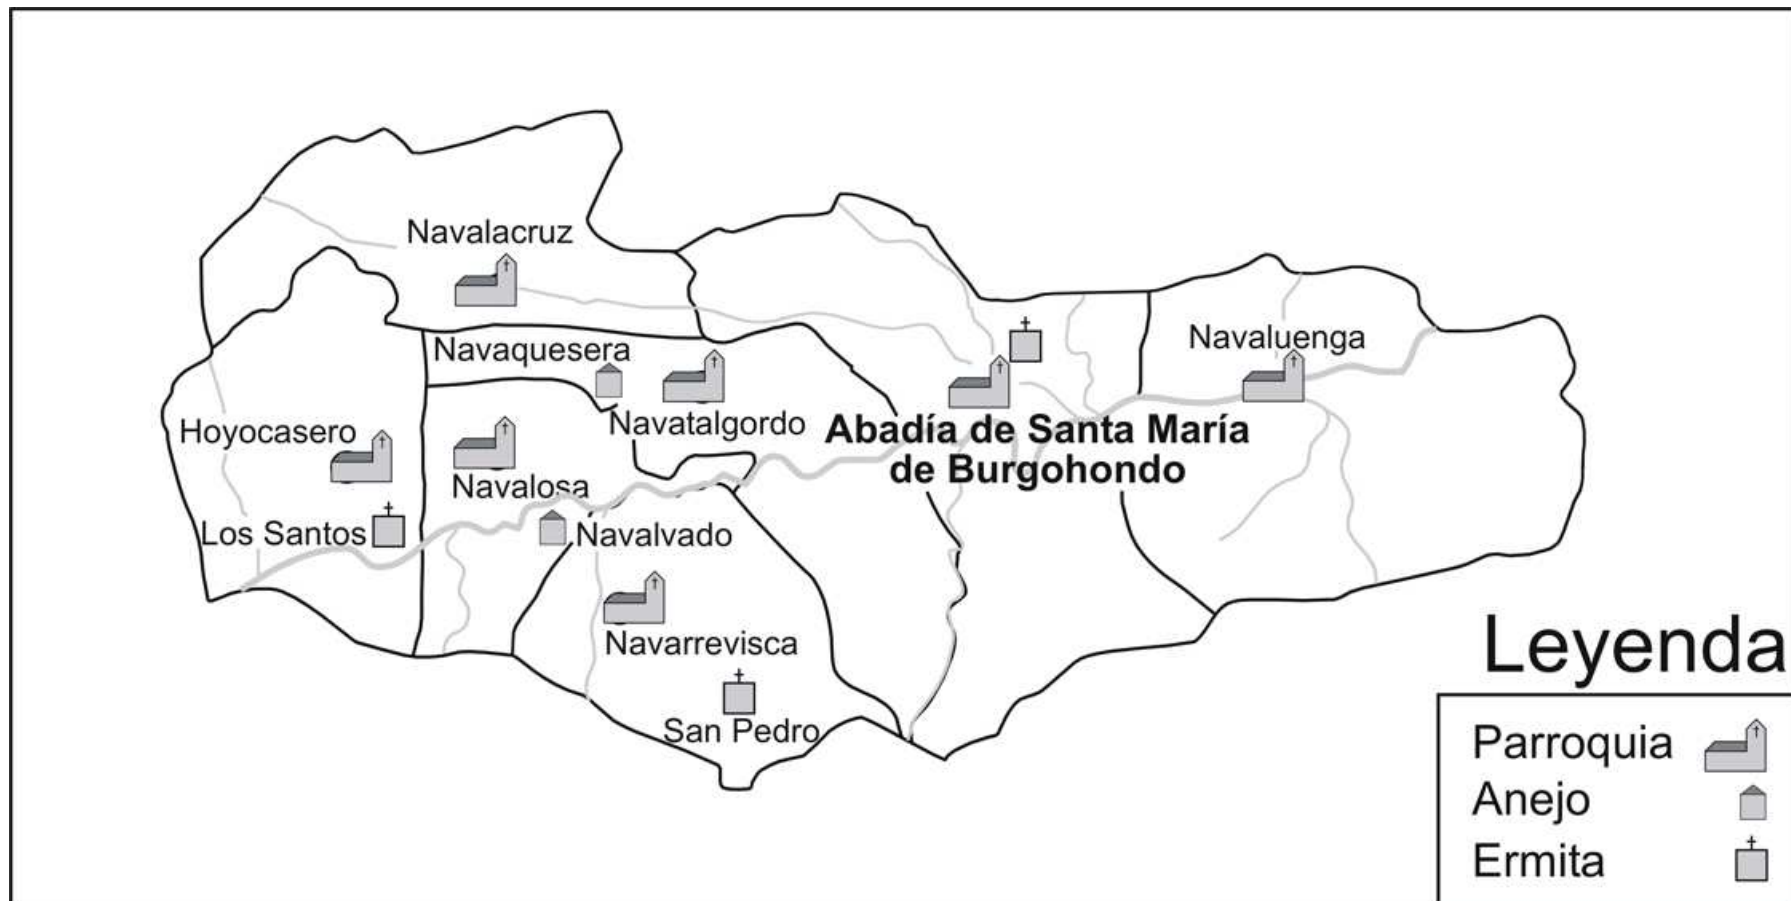 Navalacruz
Navaquesera
Navaluenga
Hoyocasero
Navatalgordo
Abadía de Santa María
de Burgohondo
Navalosa
Los Santos
Navalvado
Navarrevisca
San Pedro
Leyenda
Parroquia
Anejo
Ermita